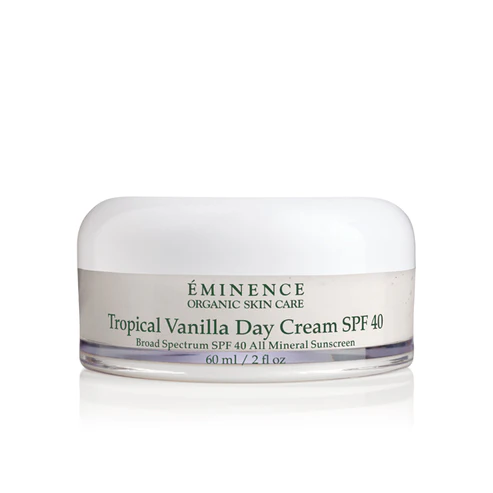 ÉMINENCE
ORGANIC SKIN CARE
Tropical Vanilla Day Cream SPF 40
Broad Spectrum SPF 40 All Mineral Sunscreen
60 ml / 2 fl oz